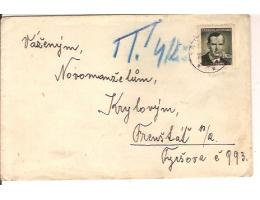 Váženým,
Novomanželům,
Krylovým,
Frenštát p/R.
Tyršova č 993.